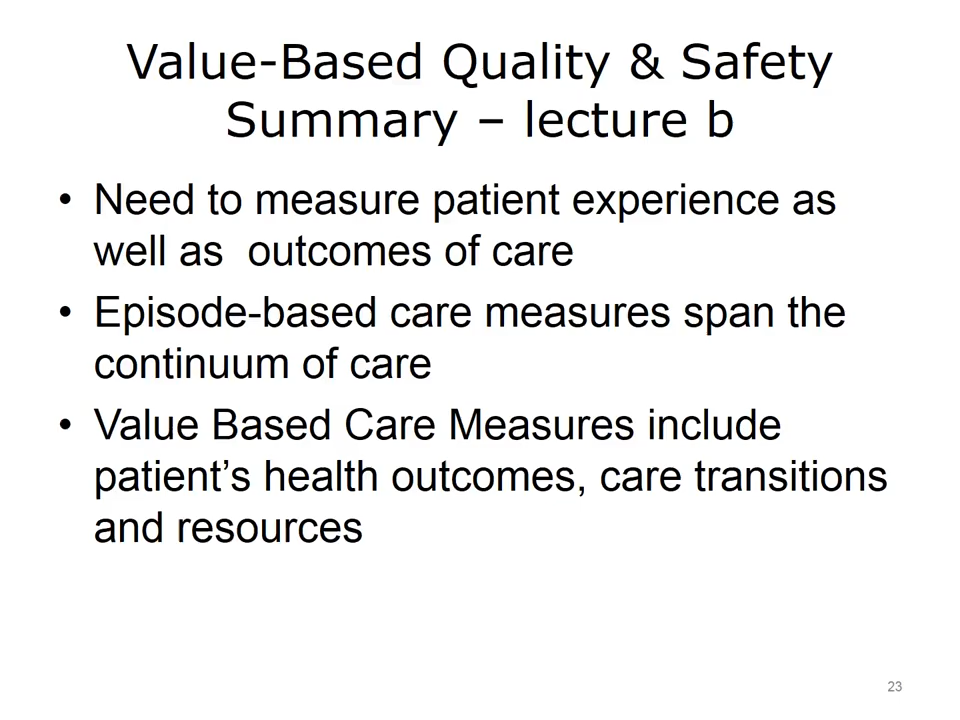 Value-Based Quality & Safety
Summary – lecture b
• Need to measure patient experience as
well as  outcomes of care
• Episode-based care measures span the
continuum of care
• Value Based Care Measures include
patient’s health outcomes, care transitions
and resources
23